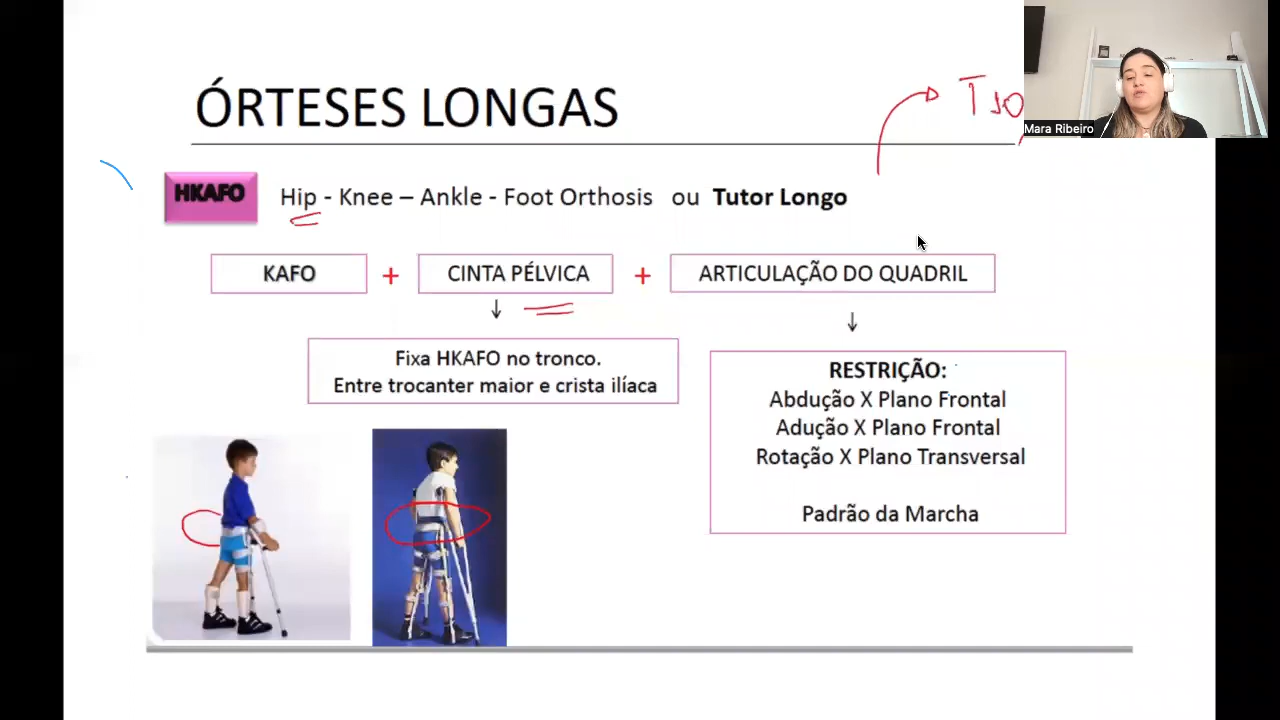 ÓRTESES LONGAS
Mara Ribeiro
HKAFO Hip - Knee – Ankle - Foot Orthosis ou Tutor Longo
KAFO + CINTA PÉLVICA + ARTICULAÇÃO DO QUADRIL
Fixa HKAFO no tronco.
Entre trocanter maior e crista ilíaca
RESTRIÇÃO:
Abdução X Plano Frontal
Adução X Plano Frontal
Rotação X Plano Transversal
Padrão da Marcha